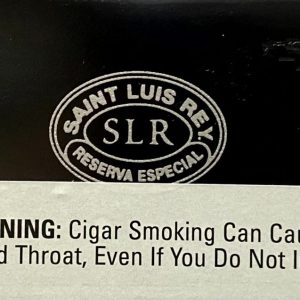 SAINT LUIS REY.
SLR
RESERVA ESPECIAL
NING: Cigar Smoking Can Cau
d Throat, Even If You Do Not I